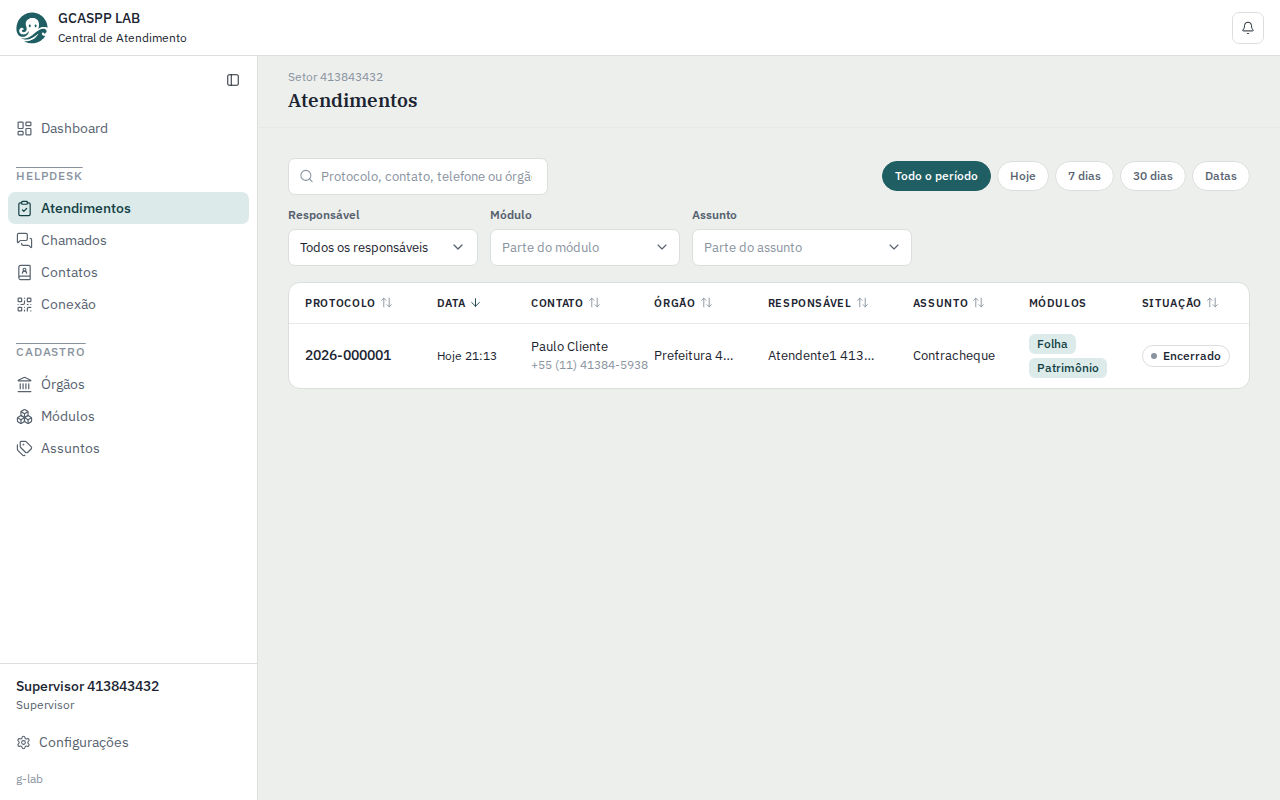 GCASPP LAB
Central de Atendimento
Setor 413843432
Atendimentos
Dashboard
HELPDESK
Atendimentos
Chamados
Contatos
Conexão
CADASTRO
Órgãos
Módulos
Assuntos
Protocolo, contato, telefone ou órgã
Todo o período
Hoje
7 dias
30 dias
Datas
Responsável
Módulo
Assunto
Todos os responsáveis
Parte do módulo
Parte do assunto
PROTOCOLO
DATA
CONTATO
ÓRGÃO
RESPONSÁVEL
ASSUNTO
MÓDULOS
SITUAÇÃO
2026-000001
Hoje 21:13
Paulo Cliente
+55 (11) 41384-5938
Prefeitura 4...
Atendente1 413...
Contracheque
Folha
Patrimônio
Encerrado
Supervisor 413843432
Supervisor
Configurações
g-lab